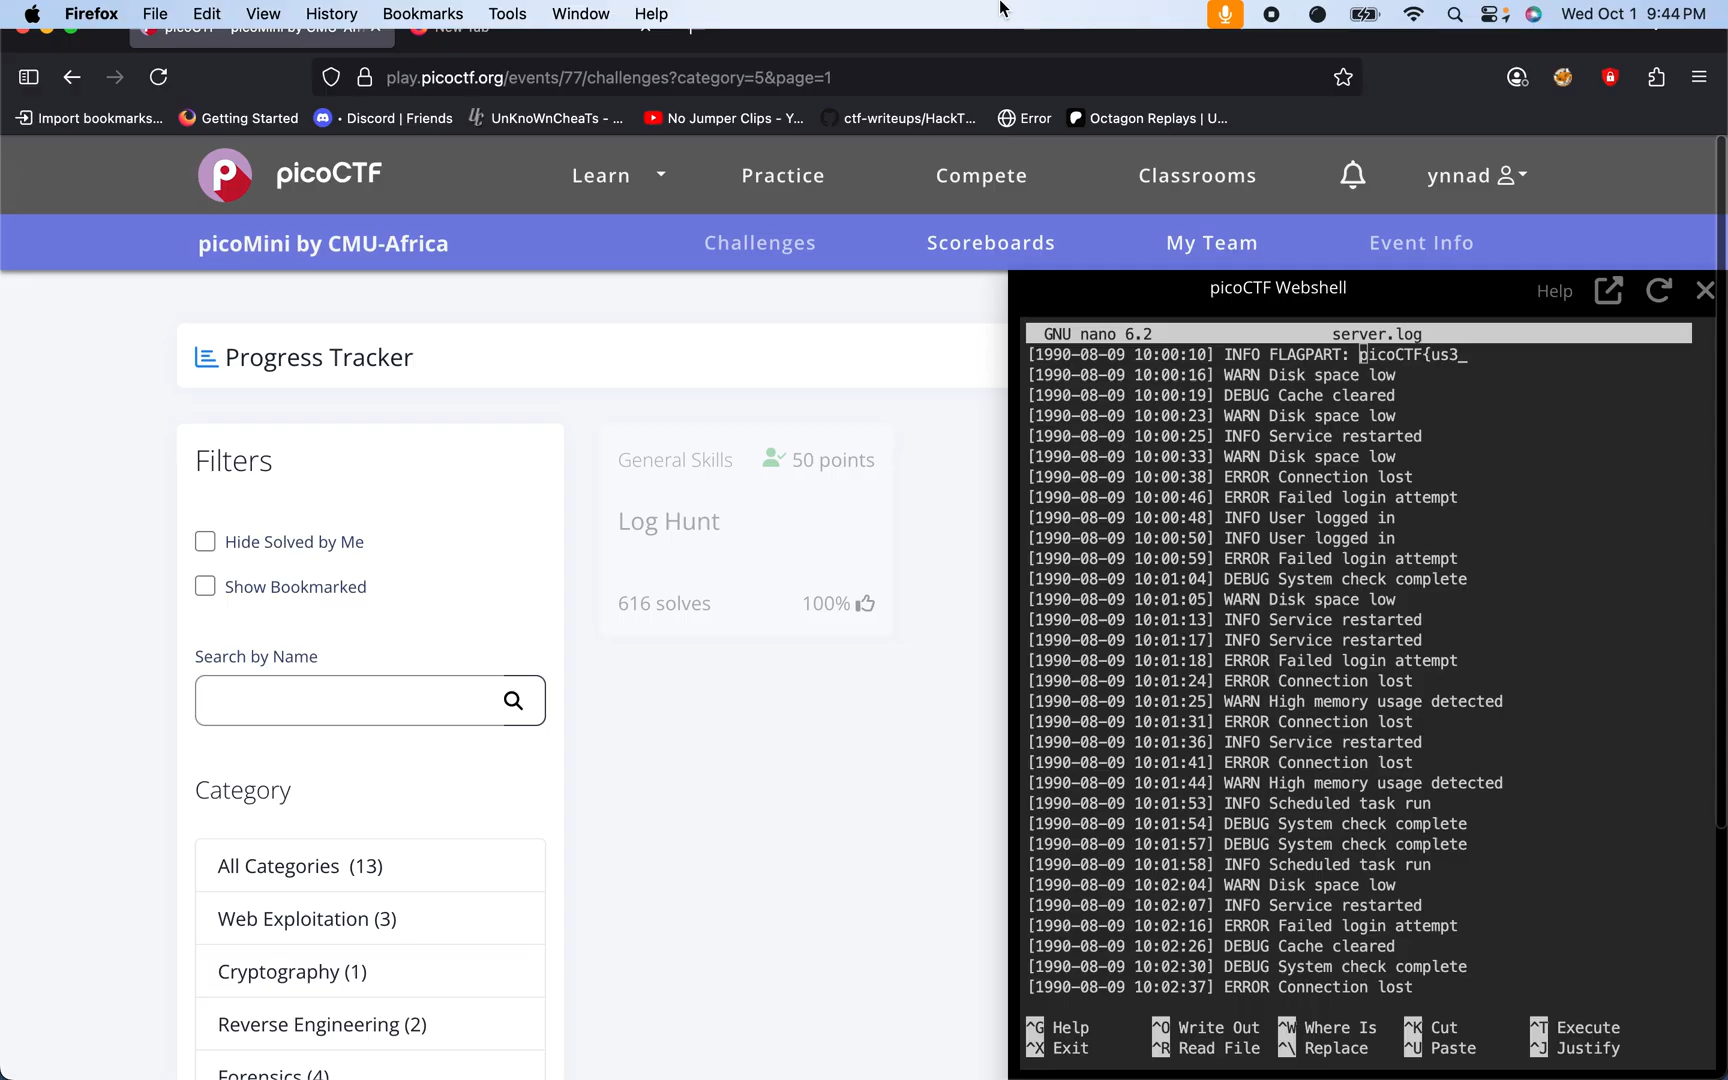 Firefox File Edit View History Bookmarks Tools Window Help Wed Oct 1 9:44 PM
New Tab
play.picoctf.org/events/77/challenges?category=5&page=1
Import bookmarks... Getting Started • Discord | Friends UnKnoWnCheaTs - ... No Jumper Clips - Y... ctf-writeups/HackT... Error Octagon Replays | U...
picoCTF Learn Practice Compete Classrooms ynnad
picoMini by CMU-Africa Challenges Scoreboards My Team Event Info
picoCTF Webshell Help
Progress Tracker
Filters
Hide Solved by Me
Show Bookmarked
Search by Name
Category
All Categories (13)
Web Exploitation (3)
Cryptography (1)
Reverse Engineering (2)
Forensics (4)
General Skills 50 points
Log Hunt
616 solves 100%
GNU nano 6.2 server.log
[1990-08-09 10:00:10] INFO FLAGPART: picoCTF{us3_
[1990-08-09 10:00:16] WARN Disk space low
[1990-08-09 10:00:19] DEBUG Cache cleared
[1990-08-09 10:00:23] WARN Disk space low
[1990-08-09 10:00:25] INFO Service restarted
[1990-08-09 10:00:33] WARN Disk space low
[1990-08-09 10:00:38] ERROR Connection lost
[1990-08-09 10:00:46] ERROR Failed login attempt
[1990-08-09 10:00:48] INFO User logged in
[1990-08-09 10:00:50] INFO User logged in
[1990-08-09 10:00:59] ERROR Failed login attempt
[1990-08-09 10:01:04] DEBUG System check complete
[1990-08-09 10:01:05] WARN Disk space low
[1990-08-09 10:01:13] INFO Service restarted
[1990-08-09 10:01:17] INFO Service restarted
[1990-08-09 10:01:18] ERROR Failed login attempt
[1990-08-09 10:01:24] ERROR Connection lost
[1990-08-09 10:01:25] WARN High memory usage detected
[1990-08-09 10:01:31] ERROR Connection lost
[1990-08-09 10:01:36] INFO Service restarted
[1990-08-09 10:01:41] ERROR Connection lost
[1990-08-09 10:01:44] WARN High memory usage detected
[1990-08-09 10:01:53] INFO Scheduled task run
[1990-08-09 10:01:54] DEBUG System check complete
[1990-08-09 10:01:57] DEBUG System check complete
[1990-08-09 10:01:58] INFO Scheduled task run
[1990-08-09 10:02:04] WARN Disk space low
[1990-08-09 10:02:07] INFO Service restarted
[1990-08-09 10:02:16] ERROR Failed login attempt
[1990-08-09 10:02:26] DEBUG Cache cleared
[1990-08-09 10:02:30] DEBUG System check complete
[1990-08-09 10:02:37] ERROR Connection lost
^G Help ^O Write Out ^W Where Is ^K Cut ^T Execute
^X Exit ^R Read File ^\ Replace ^U Paste ^J Justify